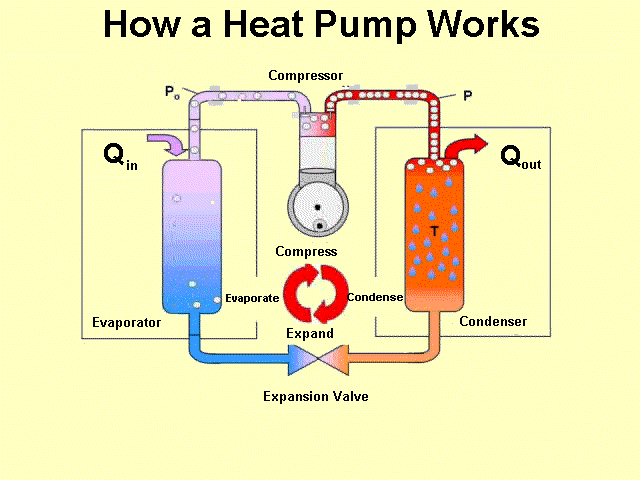 How a Heat Pump Works
Compressor
Po
P
Qin
Qout
T
Compress
Evaporate
Condense
Expand
Evaporator
Condenser
Expansion Valve